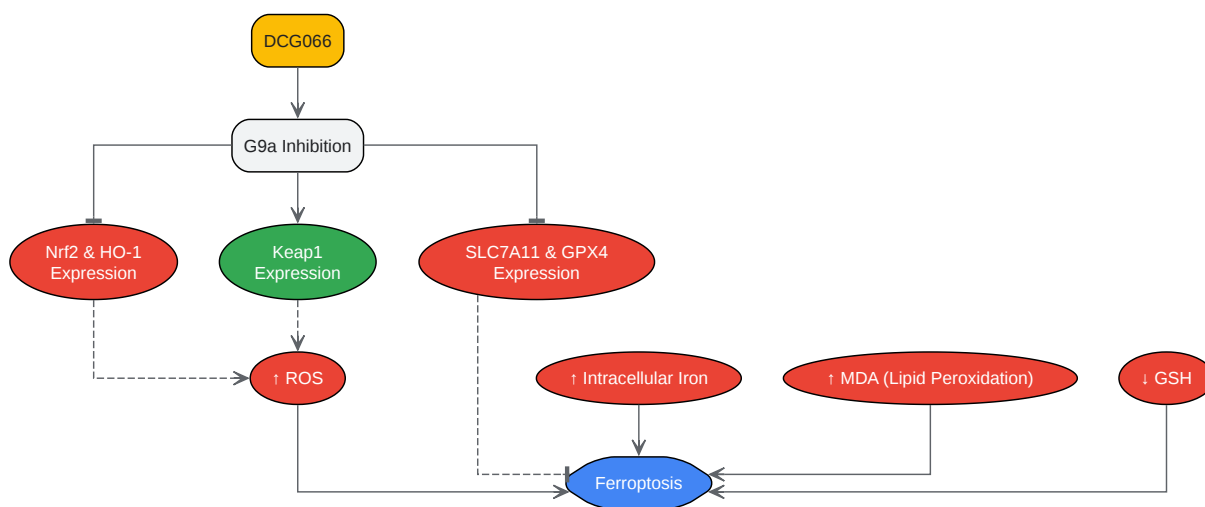 DCG066
G9a Inhibition
Nrf2 & HO-1
Expression
Keap1
Expression
SLC7A11 & GPX4
Expression
↑ ROS
↑ Intracellular Iron
↑ MDA (Lipid Peroxidation)
↓ GSH
Ferroptosis